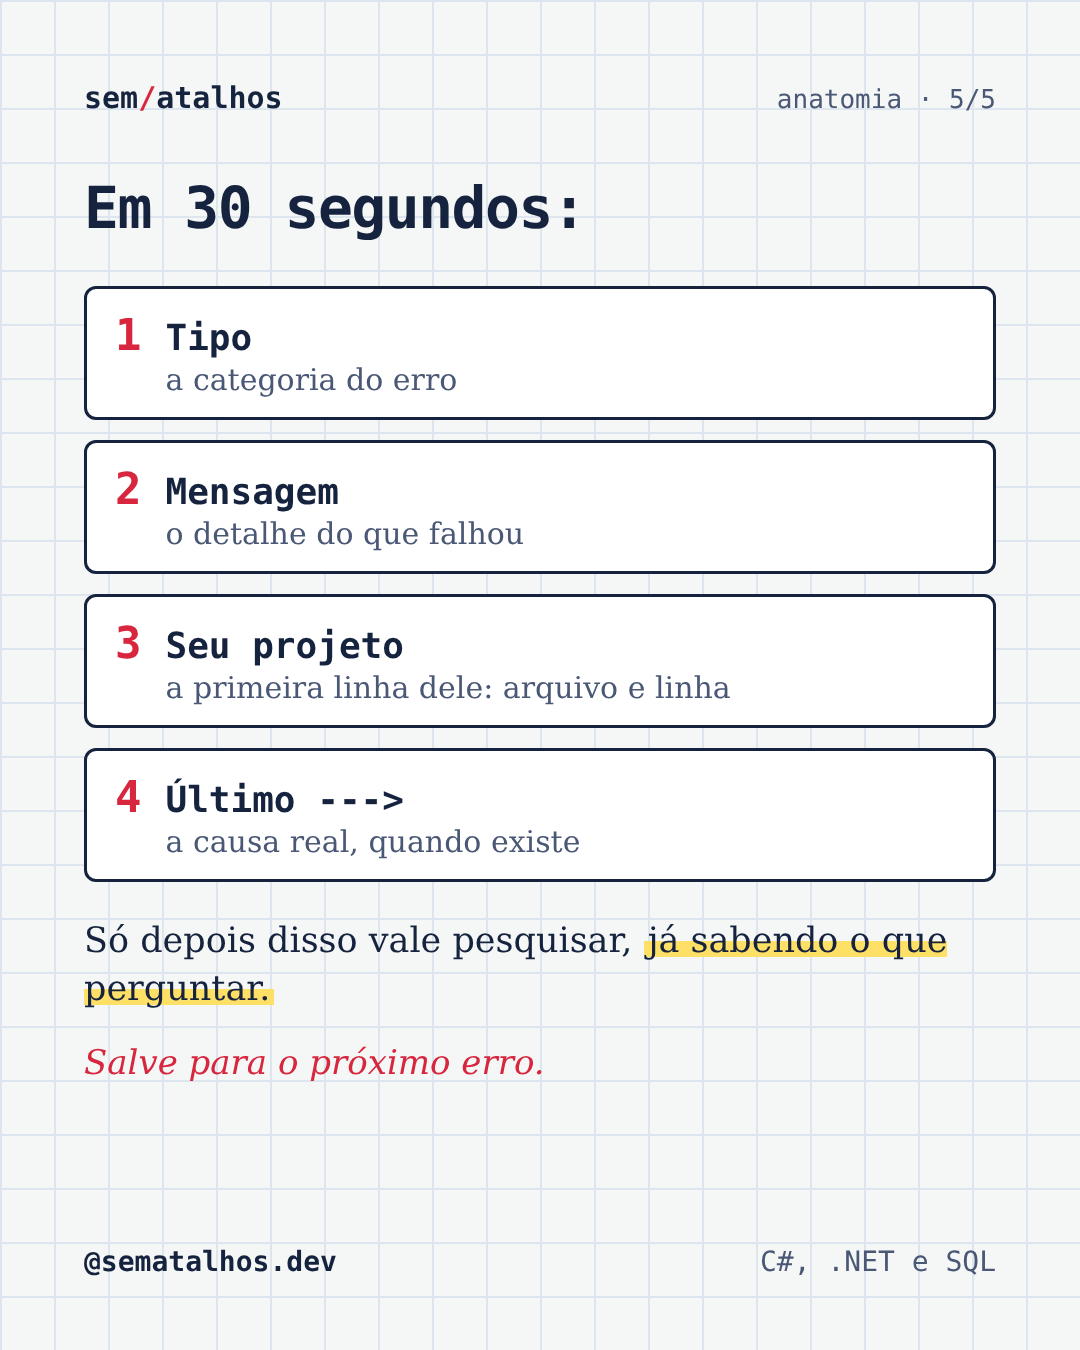 sem/atalhos
anatomia · 5/5
Em 30 segundos:
1 Tipo
a categoria do erro
2 Mensagem
o detalhe do que falhou
3 Seu projeto
a primeira linha dele: arquivo e linha
4 Último --->
a causa real, quando existe
Só depois disso vale pesquisar, já sabendo o que
perguntar.
Salve para o próximo erro.
@sematalhos.dev
C#, .NET e SQL